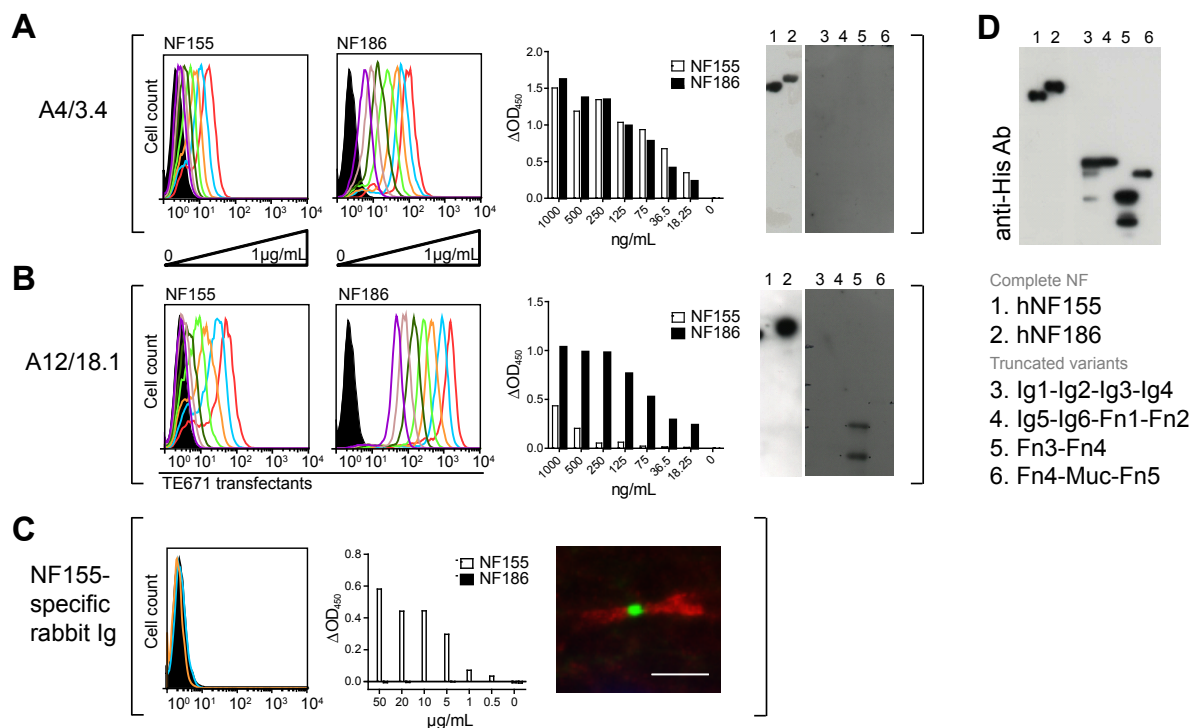 A
A4/3.4
NF155
Cell count
10⁰ 10¹ 10² 10³ 10⁴
0 1µg/mL
NF186
10⁰ 10¹ 10² 10³ 10⁴
0 1µg/mL
ΔOD₄₅₀
2.0
1.5
1.0
0.5
0.0
NF155
NF186
1000 500 250 125 75 36.5 18.25 0
ng/mL
1 2 3 4 5 6
B
A12/18.1
NF155
Cell count
10⁰ 10¹ 10² 10³ 10⁴
TE671 transfectants
NF186
10⁰ 10¹ 10² 10³ 10⁴
ΔOD₄₅₀
1.5
1.0
0.5
0.0
NF155
NF186
1000 500 250 125 75 36.5 18.25 0
ng/mL
1 2 3 4 5 6
C
NF155-
specific
rabbit Ig
Cell count
10⁰ 10¹ 10² 10³ 10⁴
ΔOD₄₅₀
0.8
0.6
0.4
0.2
0.0
NF155
NF186
50 20 10 5 1 0.5 0
µg/mL
D
1 2 3 4 5 6
anti-His Ab
Complete NF
1. hNF155
2. hNF186
Truncated variants
3. Ig1-Ig2-Ig3-Ig4
4. Ig5-Ig6-Fn1-Fn2
5. Fn3-Fn4
6. Fn4-Muc-Fn5